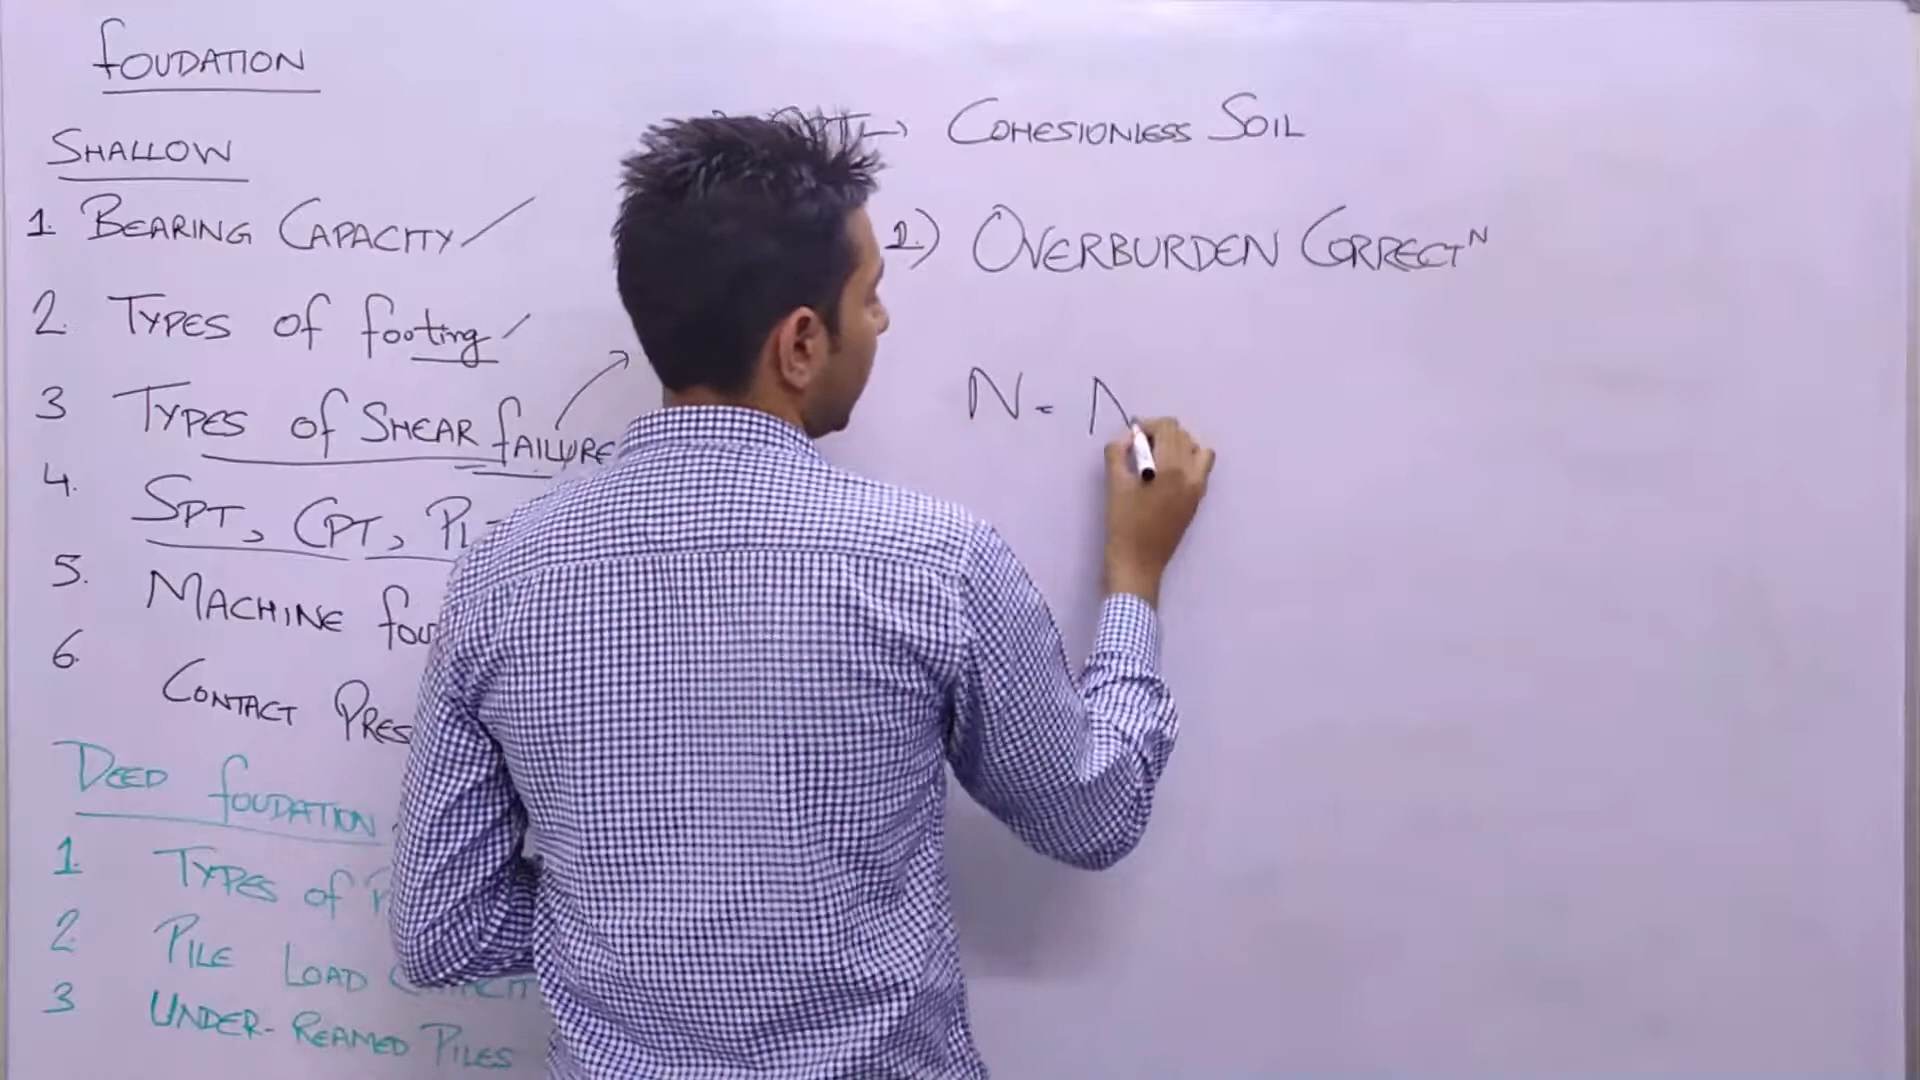 foUDATION
SHALLOW
1. BEARING CAPACITY
2. TYPES of footing
3 TYPES of SHEAR fAILURE
4. SPT, CPT,
5. MACHINE
6. CONTACT
DEED foUDATION
1. TYPES of
2. PILE LOAD
3 UNDER-REAMED PILES
COHESIONLESS SOIL
1.) OVERBURDEN CORRECTᴺ
N = N